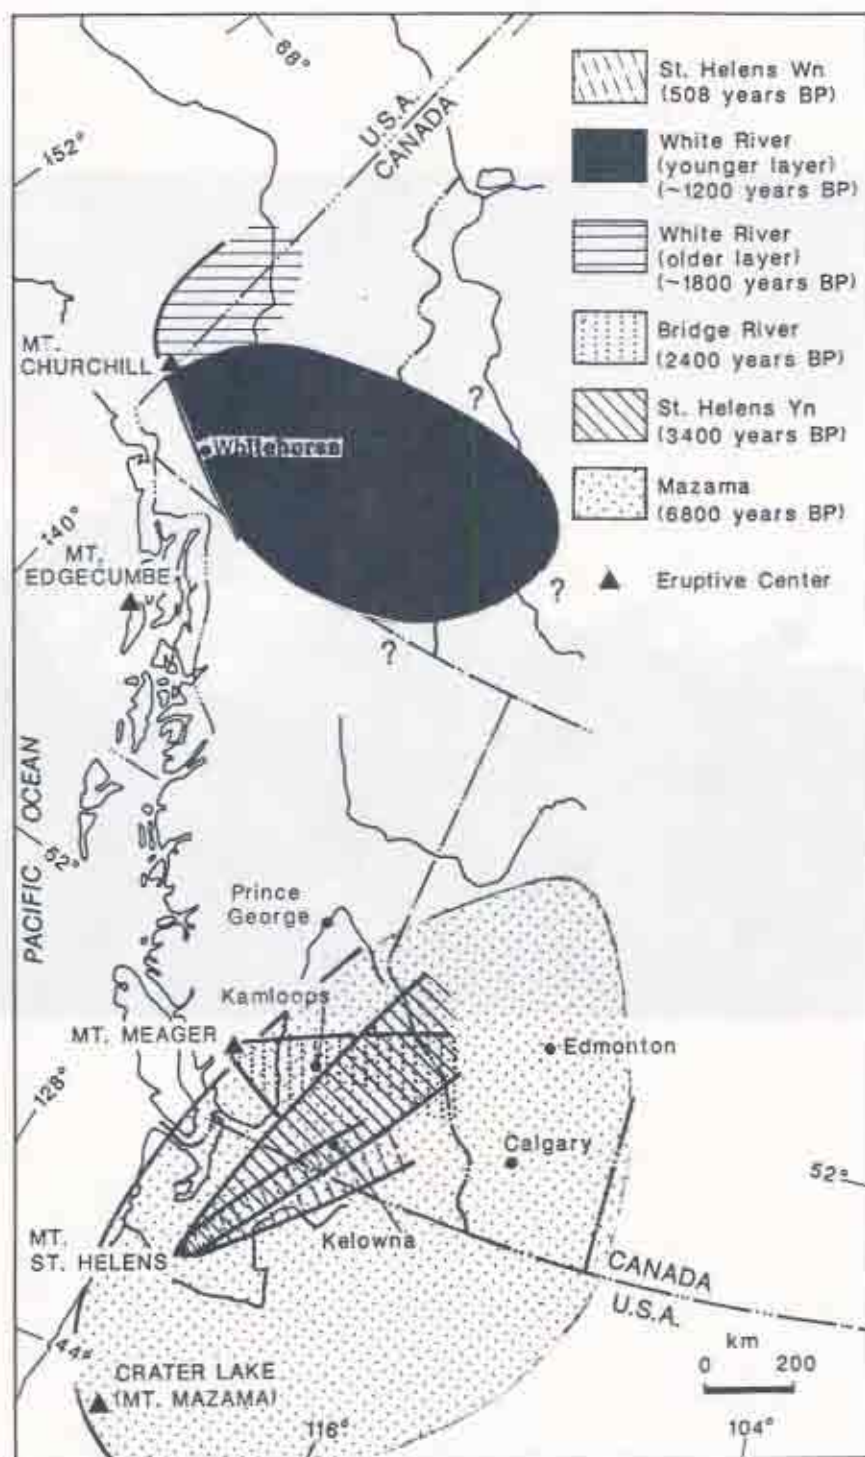 68°
U.S.A.
CANADA
152°
St. Helens Wn
(508 years BP)
White River
(younger layer)
(~1200 years BP)
White River
(older layer)
(~1800 years BP)
Bridge River
(2400 years BP)
St. Helens Yn
(3400 years BP)
Mazama
(6800 years BP)
Eruptive Center
MT.
CHURCHILL
?
Whitehorse
140°
MT.
EDGECUMBE
?
?
PACIFIC OCEAN
52°
Prince
George
Kamloops
MT. MEAGER
Edmonton
128°
Calgary
52°
MT.
ST. HELENS
Kelowna
CANADA
U.S.A.
44°
km
0 200
CRATER LAKE
(MT. MAZAMA)
116°
104°